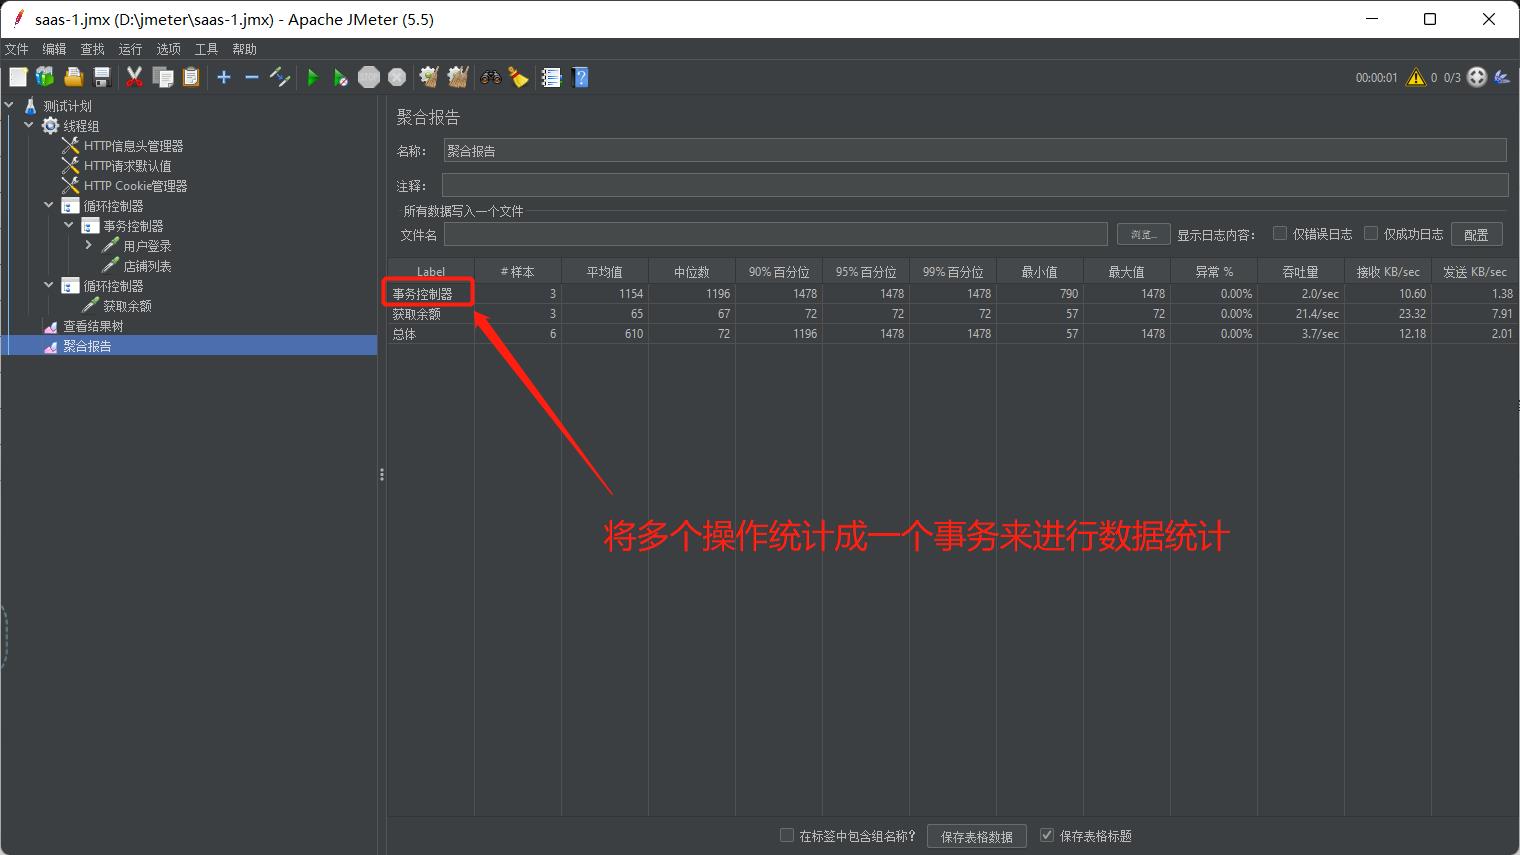 saas-1.jmx (D:\jmeter\saas-1.jmx) - Apache JMeter (5.5)
文件 编辑 查找 运行 选项 工具 帮助
STOP
00:00:01 0 0/3
测试计划
线程组
HTTP信息头管理器
HTTP请求默认值
HTTP Cookie管理器
循环控制器
事务控制器
用户登录
店铺列表
循环控制器
获取余额
查看结果树
聚合报告
聚合报告
名称： 聚合报告
注释：
所有数据写入一个文件
文件名 浏览... 显示日志内容： 仅错误日志 仅成功日志 配置
Label # 样本 平均值 中位数 90% 百分位 95% 百分位 99% 百分位 最小值 最大值 异常 % 吞吐量 接收 KB/sec 发送 KB/sec
事务控制器 3 1154 1196 1478 1478 1478 790 1478 0.00% 2.0/sec 10.60 1.38
获取余额 3 65 67 72 72 72 57 72 0.00% 21.4/sec 23.32 7.91
总体 6 610 72 1196 1478 1478 57 1478 0.00% 3.7/sec 12.18 2.01
将多个操作统计成一个事务来进行数据统计
在标签中包含组名称？ 保存表格数据 保存表格标题